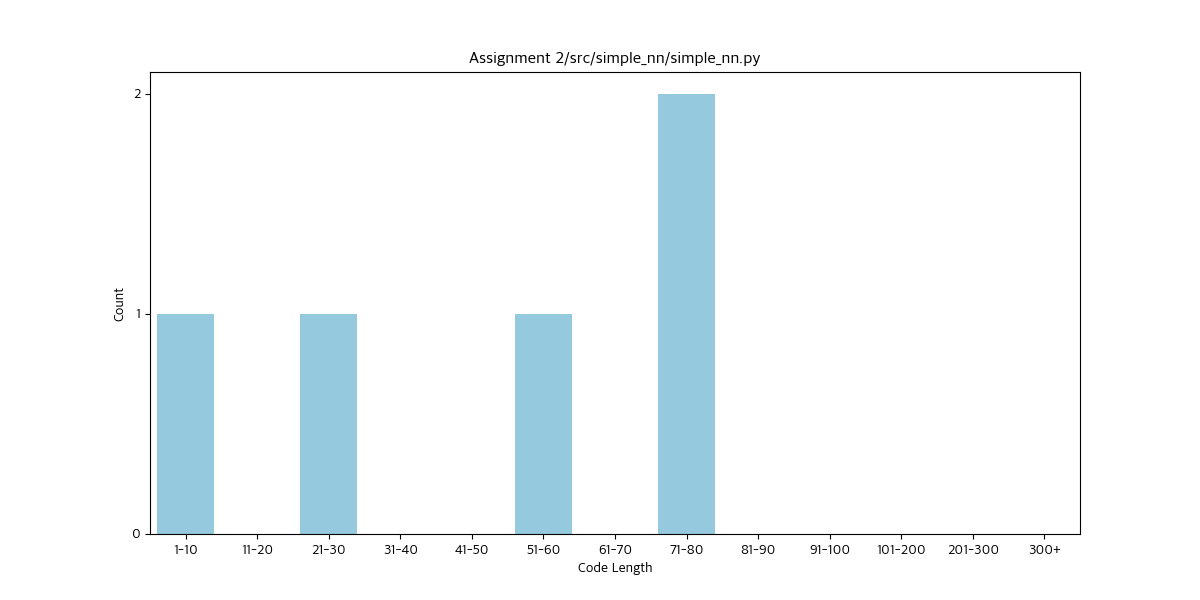 Assignment 2/src/simple_nn/simple_nn.py
Count
2
1
0
1-10 11-20 21-30 31-40 41-50 51-60 61-70 71-80 81-90 91-100 101-200 201-300 300+
Code Length